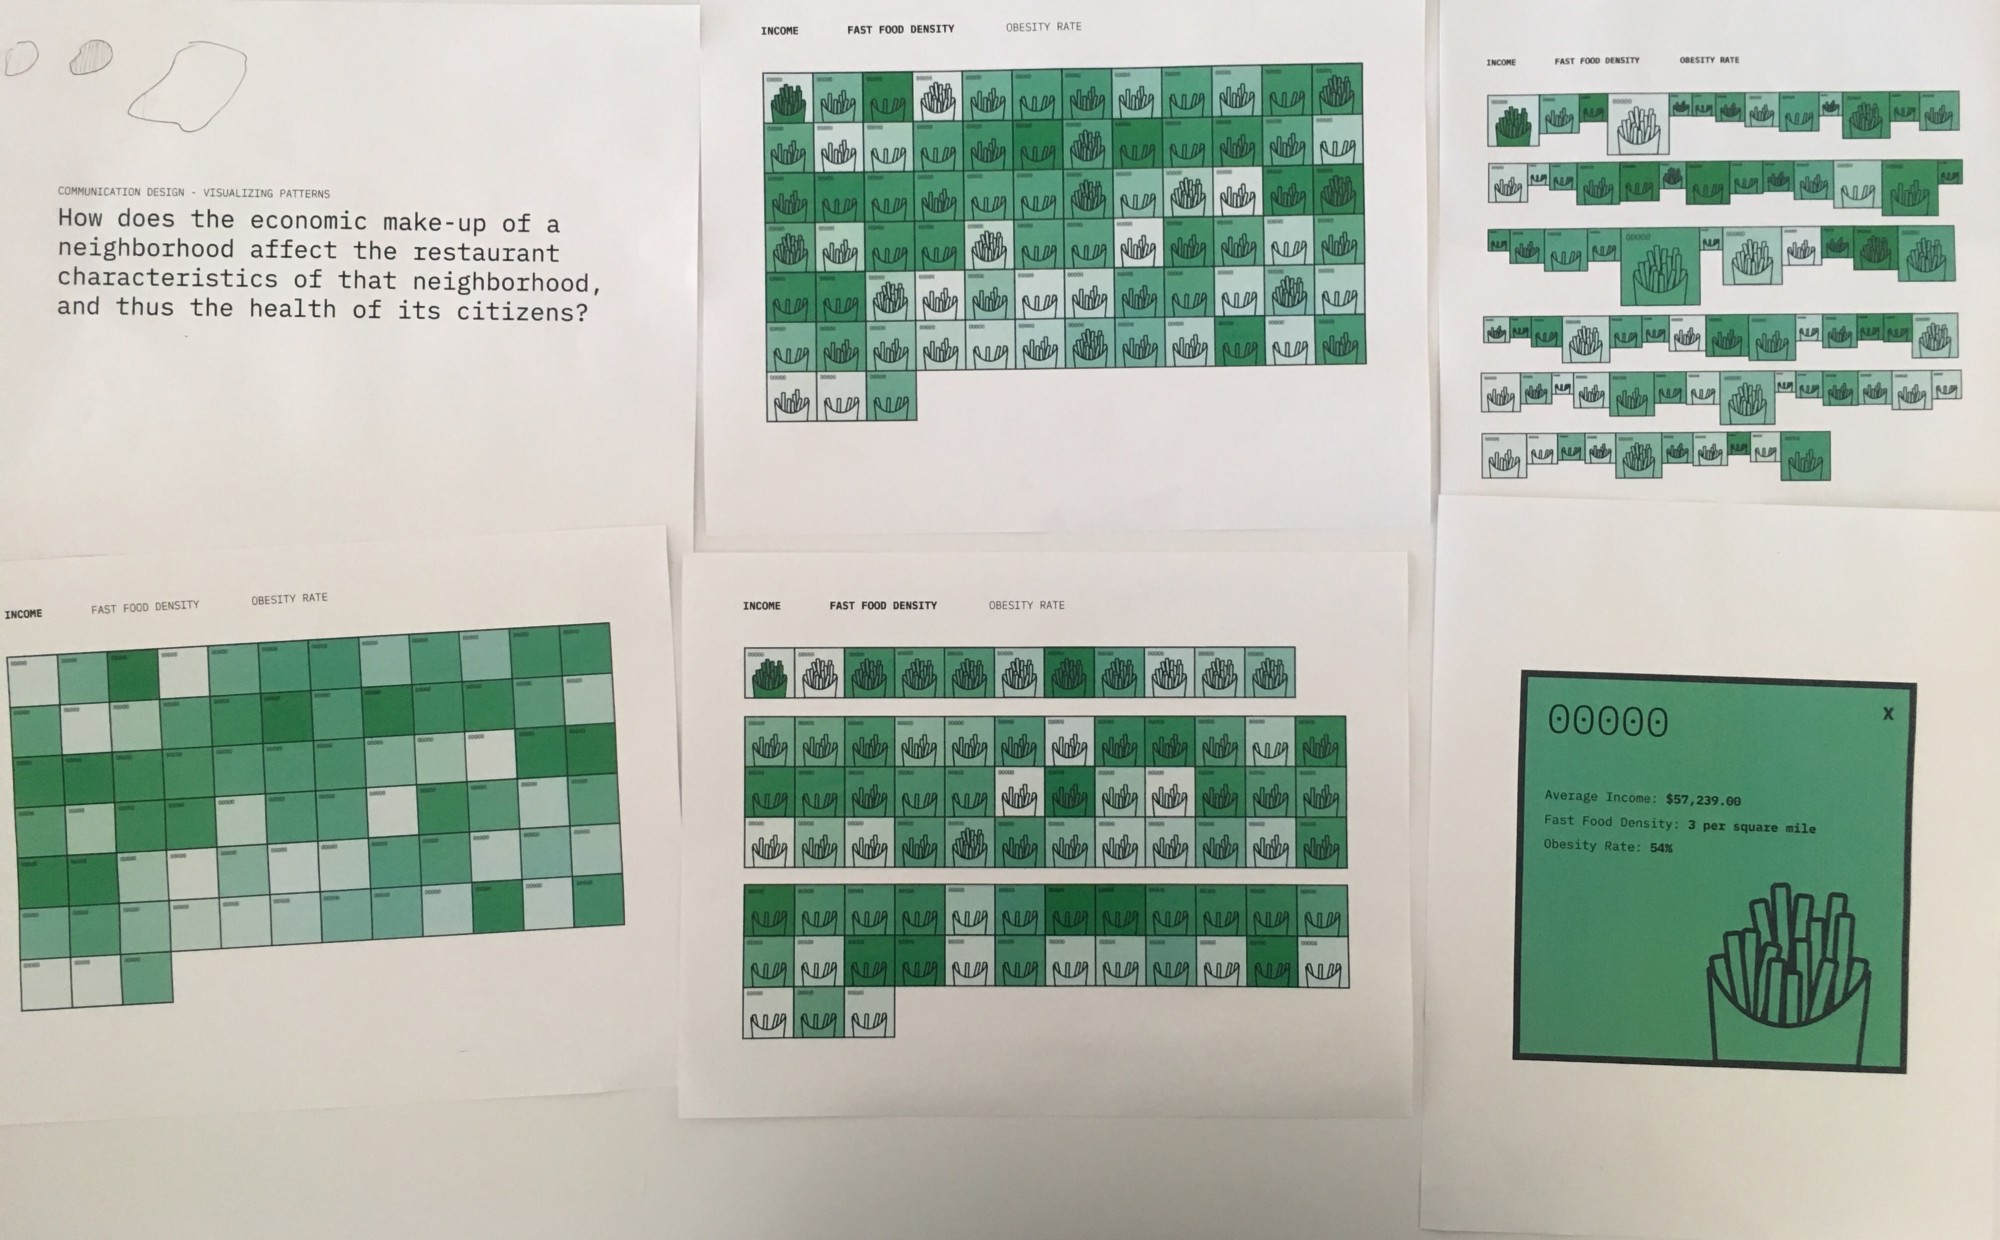 COMMUNICATION DESIGN - VISUALIZING PATTERNS
How does the economic make-up of a
neighborhood affect the restaurant
characteristics of that neighborhood,
and thus the health of its citizens?
INCOME FAST FOOD DENSITY OBESITY RATE
INCOME FAST FOOD DENSITY OBESITY RATE
INCOME FAST FOOD DENSITY OBESITY RATE
INCOME FAST FOOD DENSITY OBESITY RATE
00000 X
Average Income: $57,239.00
Fast Food Density: 3 per square mile
Obesity Rate: 54%